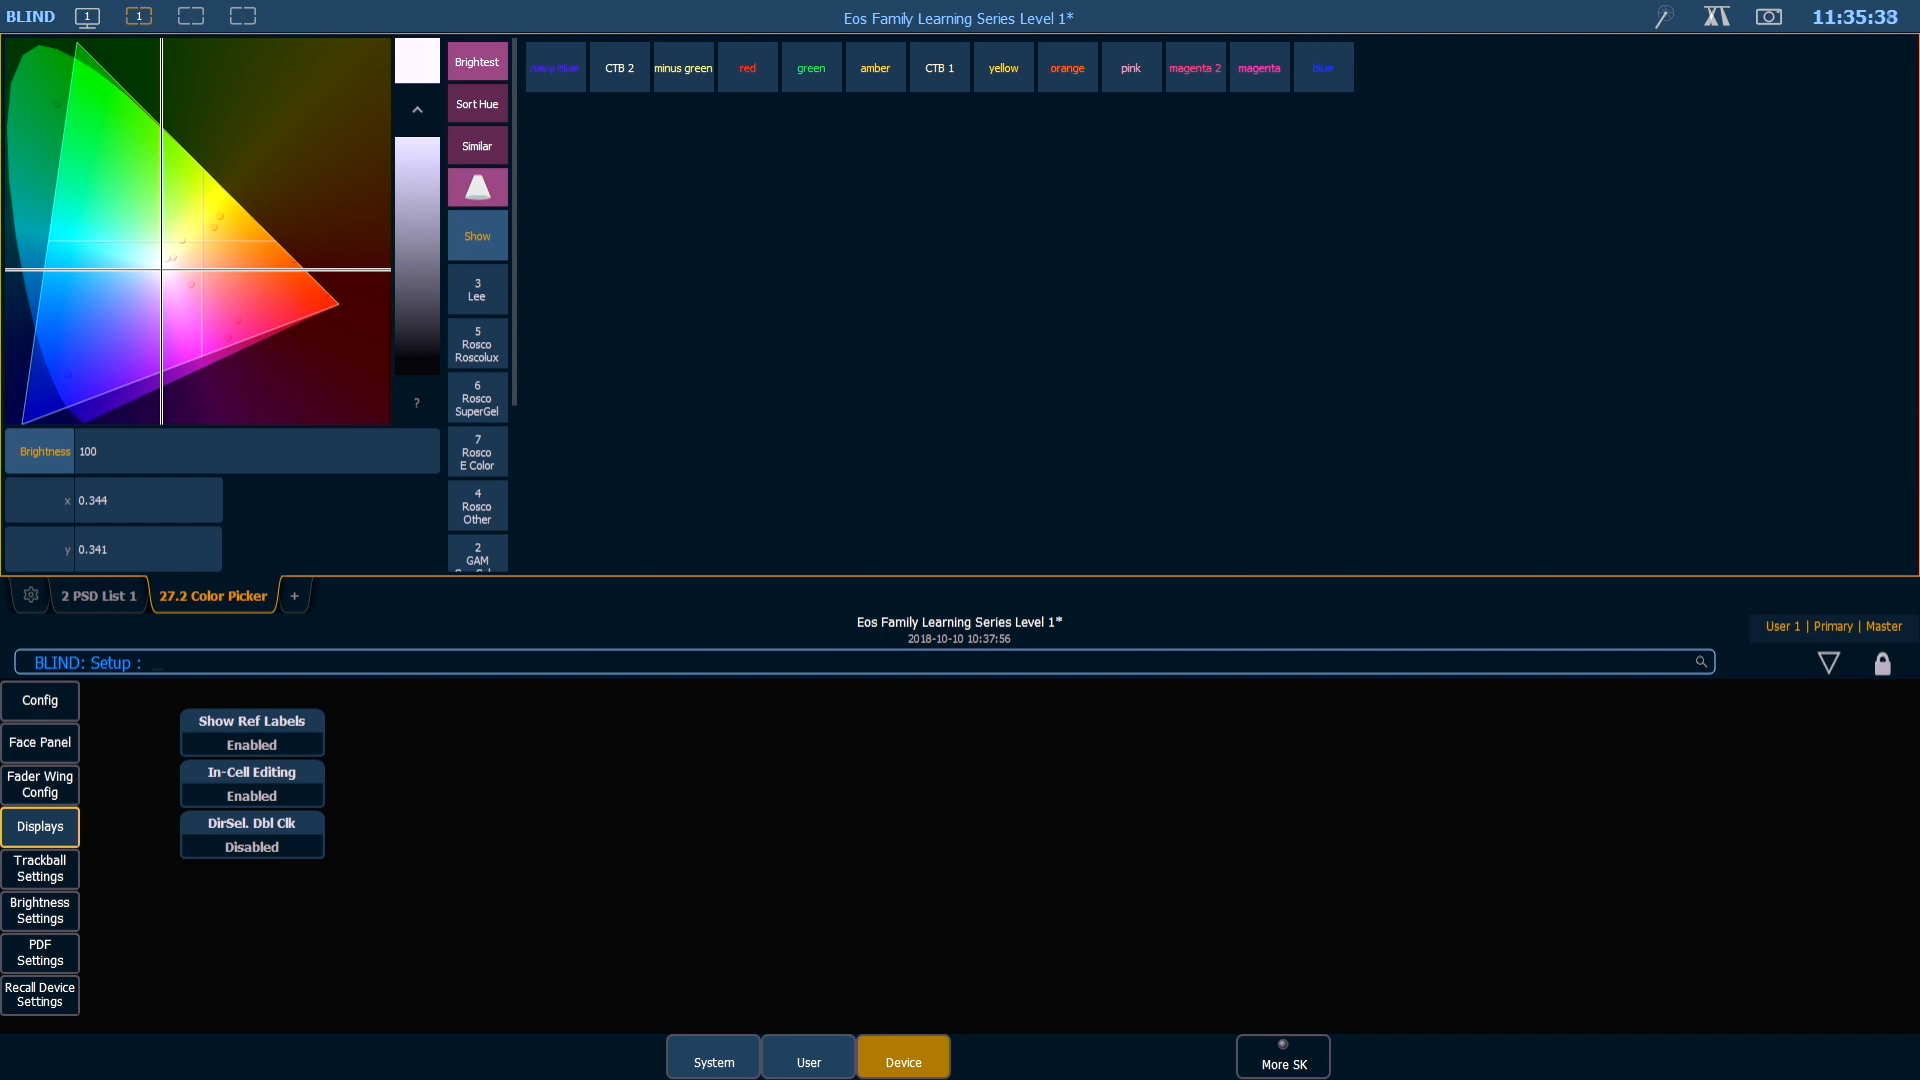 BLIND
1
1
Eos Family Learning Series Level 1*
11:35:38
Brightest
Sort Hue
Similar
Show
3
Lee
5
Rosco
Roscolux
6
Rosco
SuperGel
7
Rosco
E Color
4
Rosco
Other
2
GAM
navy blue
CTB 2
minus green
red
green
amber
CTB 1
yellow
orange
pink
magenta 2
magenta
blue
?
Brightness 100
x 0.344
y 0.341
2 PSD List 1
27.2 Color Picker
+
Eos Family Learning Series Level 1*
2018-10-10 10:37:56
User 1 | Primary | Master
BLIND: Setup : _
Config
Face Panel
Fader Wing
Config
Displays
Trackball
Settings
Brightness
Settings
PDF
Settings
Recall Device
Settings
Show Ref Labels
Enabled
In-Cell Editing
Enabled
DirSel. Dbl Clk
Disabled
System
User
Device
More SK